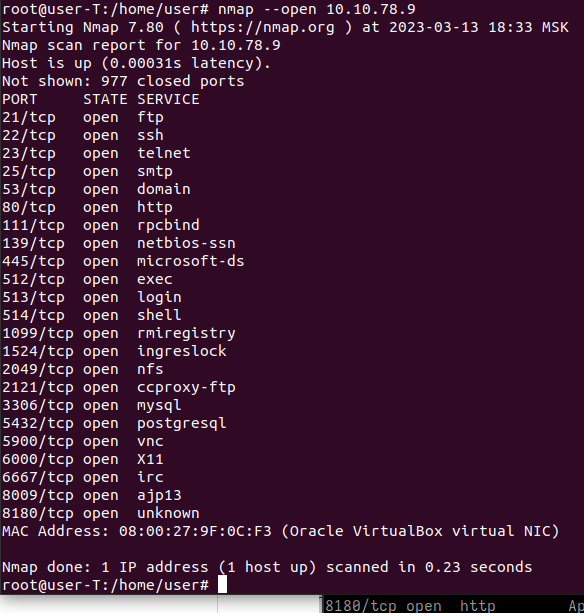 root@user-T:/home/user# nmap --open 10.10.78.9
Starting Nmap 7.80 ( https://nmap.org ) at 2023-03-13 18:33 MSK
Nmap scan report for 10.10.78.9
Host is up (0.00031s latency).
Not shown: 977 closed ports
PORT     STATE SERVICE
21/tcp   open  ftp
22/tcp   open  ssh
23/tcp   open  telnet
25/tcp   open  smtp
53/tcp   open  domain
80/tcp   open  http
111/tcp  open  rpcbind
139/tcp  open  netbios-ssn
445/tcp  open  microsoft-ds
512/tcp  open  exec
513/tcp  open  login
514/tcp  open  shell
1099/tcp open  rmiregistry
1524/tcp open  ingreslock
2049/tcp open  nfs
2121/tcp open  ccproxy-ftp
3306/tcp open  mysql
5432/tcp open  postgresql
5900/tcp open  vnc
6000/tcp open  X11
6667/tcp open  irc
8009/tcp open  ajp13
8180/tcp open  unknown
MAC Address: 08:00:27:9F:0C:F3 (Oracle VirtualBox virtual NIC)
Nmap done: 1 IP address (1 host up) scanned in 0.23 seconds
root@user-T:/home/user#
8180/tcp open  http     Ap